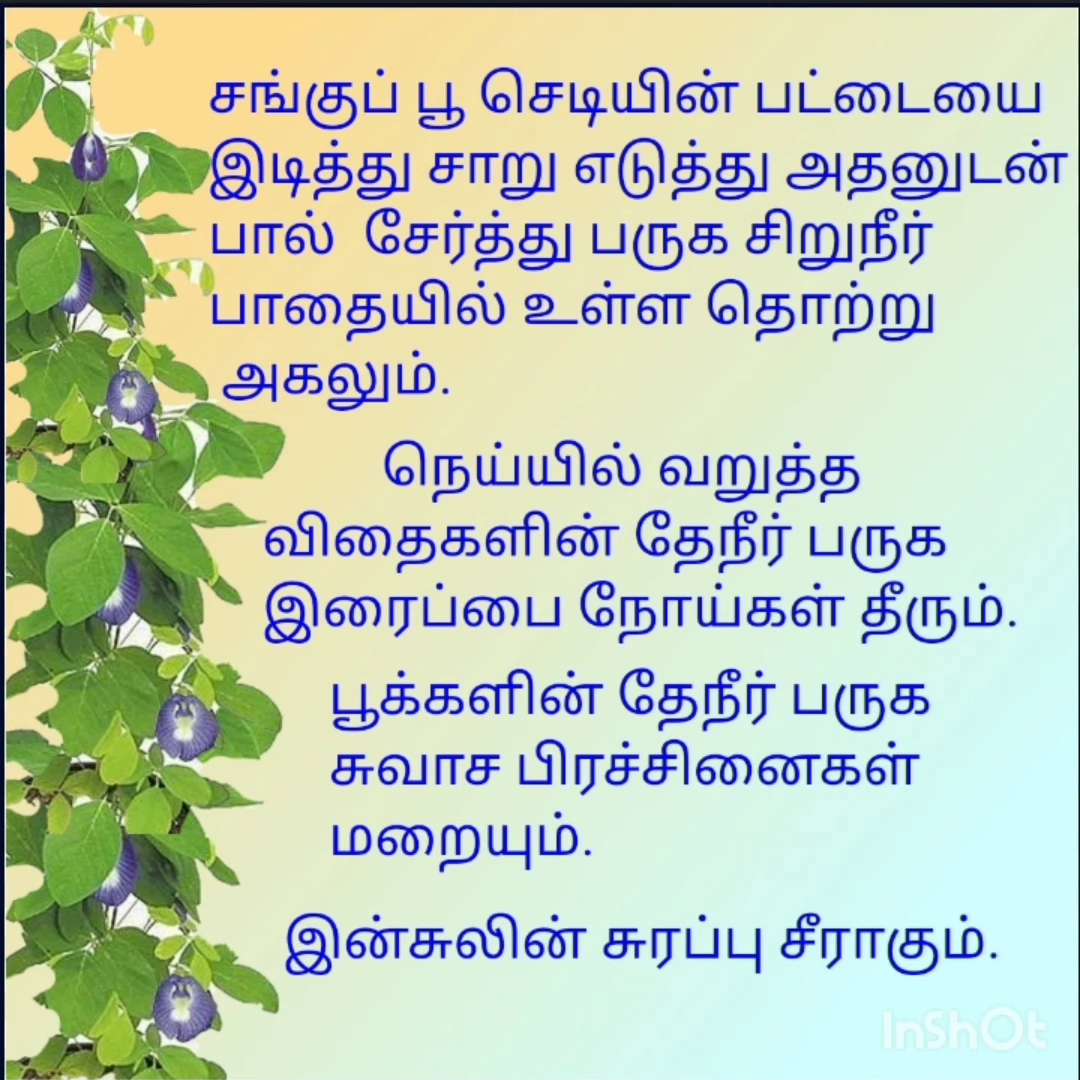 சங்குப் பூ செடியின் பட்டையை
இடித்து சாறு எடுத்து அதனுடன்
பால் சேர்த்து பருக சிறுநீர்
பாதையில் உள்ள தொற்று
அகலும்.
நெய்யில் வறுத்த
விதைகளின் தேநீர் பருக
இரைப்பை நோய்கள் தீரும்.
பூக்களின் தேநீர் பருக
சுவாச பிரச்சினைகள்
மறையும்.
இன்சுலின் சுரப்பு சீராகும்.
InShOt